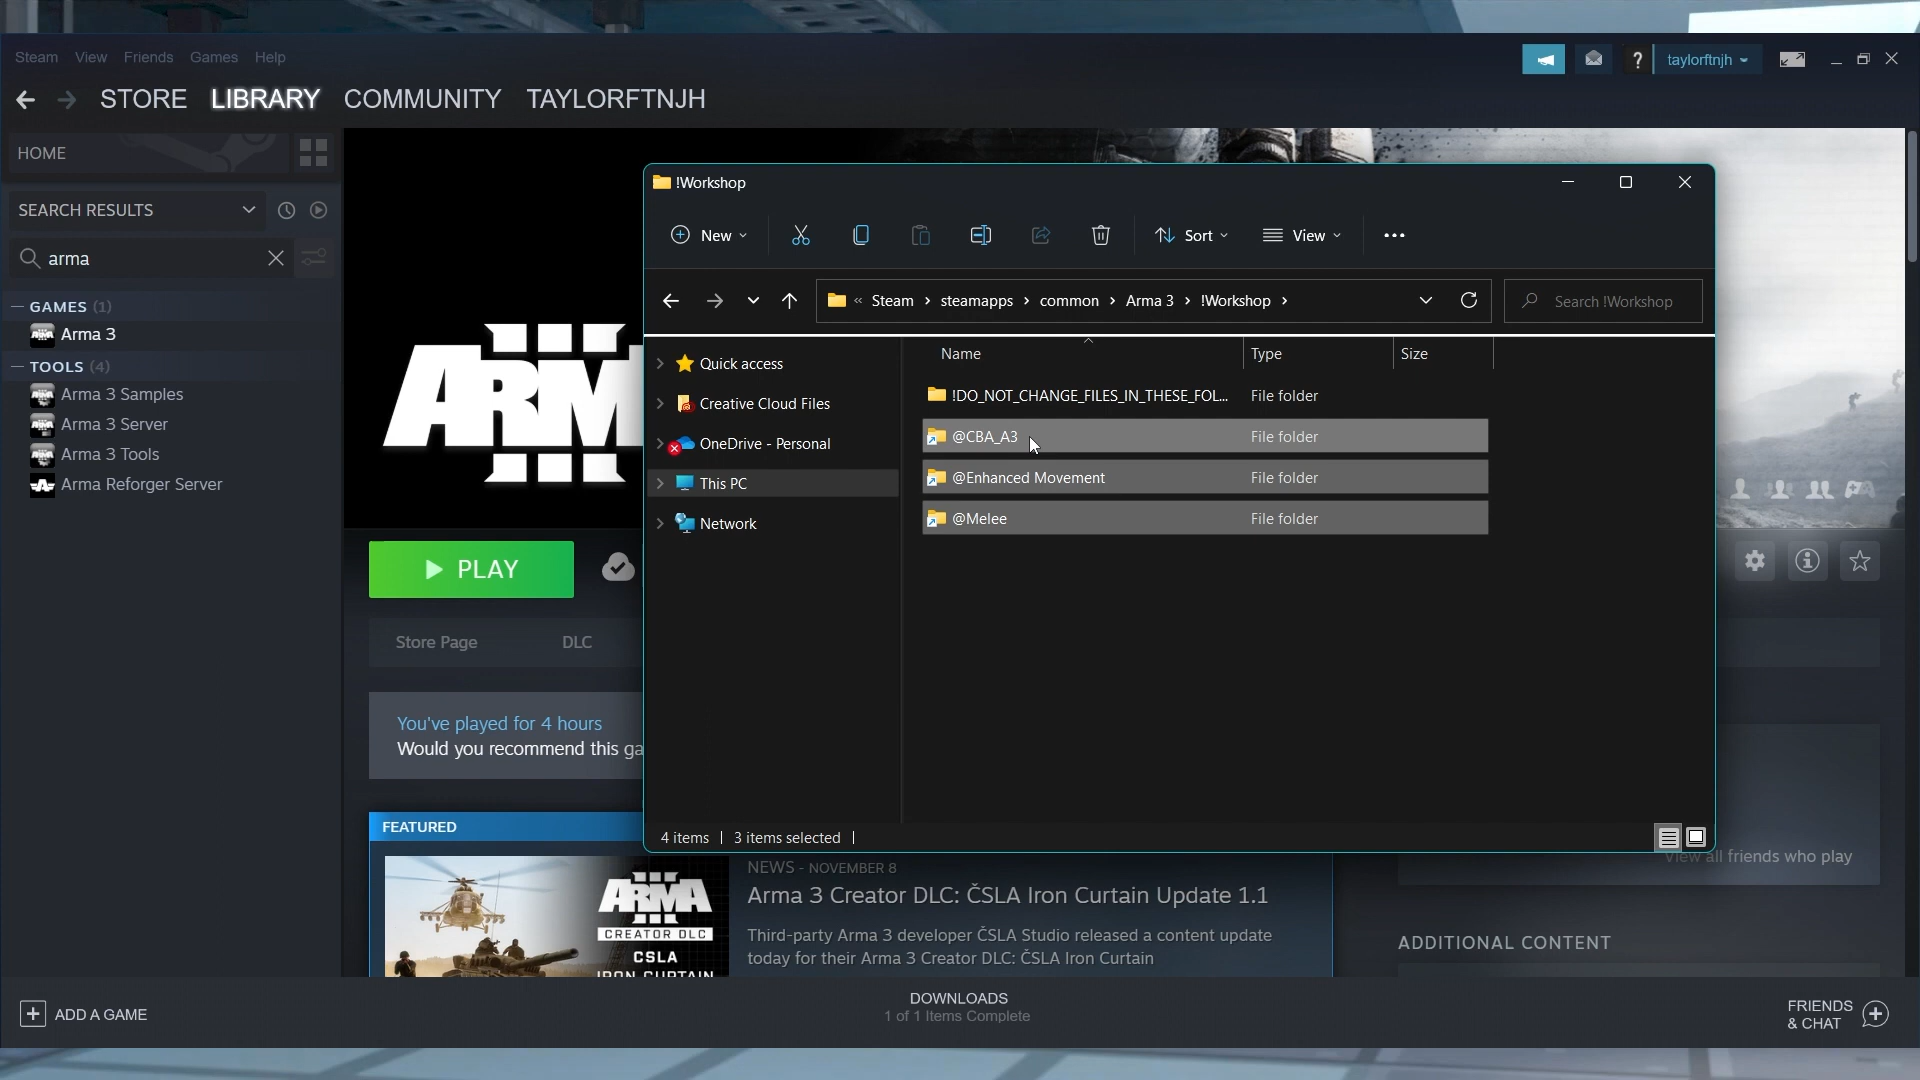 Steam View Friends Games Help
taylorftnjh
STORE LIBRARY COMMUNITY TAYLORFTNJH
HOME
SEARCH RESULTS
arma
— GAMES (1)
Arma 3
— TOOLS (4)
Arma 3 Samples
Arma 3 Server
Arma 3 Tools
Arma Reforger Server
ARM
PLAY
Store Page DLC
You've played for 4 hours
Would you recommend this ga
FEATURED
ARMA
CREATOR DLC
CSLA
IRON CURTAIN
NEWS - NOVEMBER 8
Arma 3 Creator DLC: ČSLA Iron Curtain Update 1.1
Third-party Arma 3 developer ČSLA Studio released a content update
today for their Arma 3 Creator DLC: ČSLA Iron Curtain
!Workshop
New Sort View
« Steam › steamapps › common › Arma 3 › !Workshop ›
Search !Workshop
Quick access
Creative Cloud Files
OneDrive - Personal
This PC
Network
Name Type Size
!DO_NOT_CHANGE_FILES_IN_THESE_FOL... File folder
@CBA_A3 File folder
@Enhanced Movement File folder
@Melee File folder
4 items 3 items selected
View all friends who play
ADDITIONAL CONTENT
ADD A GAME
DOWNLOADS
1 of 1 Items Complete
FRIENDS
& CHAT